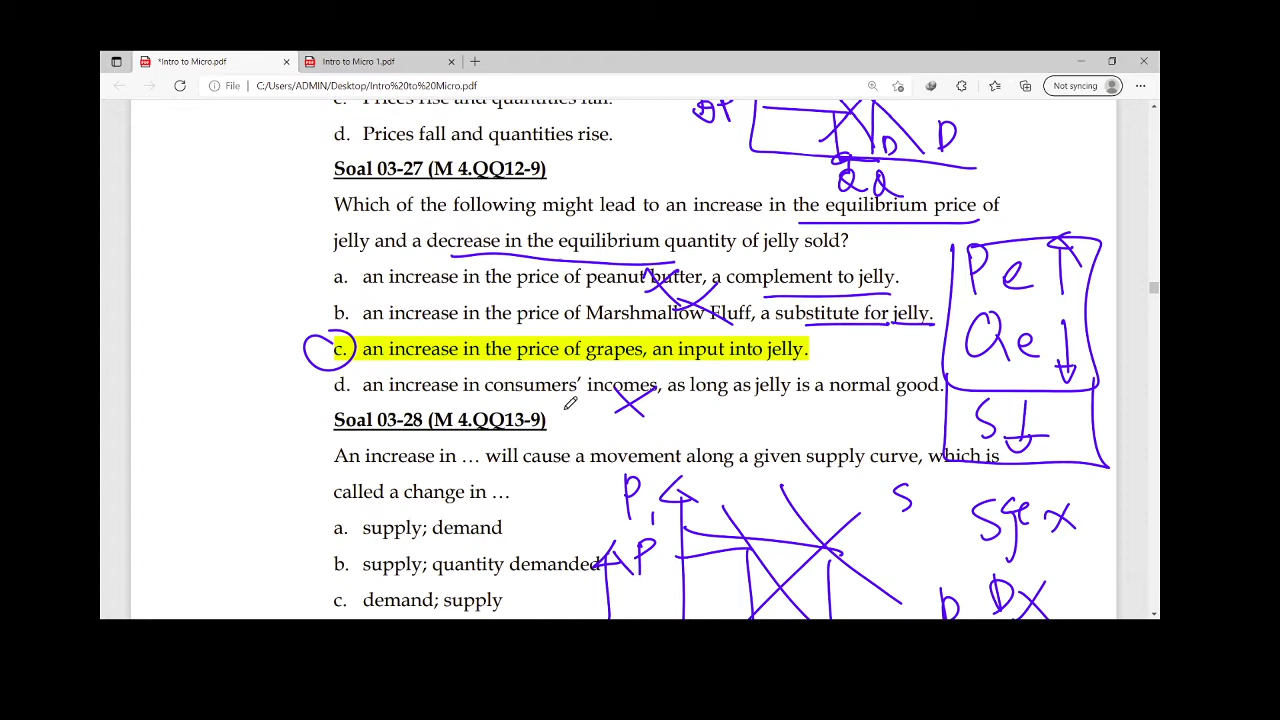 *Intro to Micro.pdf
Intro to Micro 1.pdf
File
C:/Users/ADMIN/Desktop/Intro%20to%20Micro.pdf
Not syncing
c. Prices rise and quantities fall.
P
d. Prices fall and quantities rise.
D D
Soal 03-27 (M 4.QQ12-9)
Q Q
Which of the following might lead to an increase in the equilibrium price of
jelly and a decrease in the equilibrium quantity of jelly sold?
a. an increase in the price of peanut butter, a complement to jelly.
Pe
b. an increase in the price of Marshmallow Fluff, a substitute for jelly.
Qe
c. an increase in the price of grapes, an input into jelly.
d. an increase in consumers’ incomes, as long as jelly is a normal good.
S
Soal 03-28 (M 4.QQ13-9)
An increase in … will cause a movement along a given supply curve, which is
called a change in …
P1
S
a. supply; demand
b. supply; quantity demanded
P
c. demand; supply
D
D